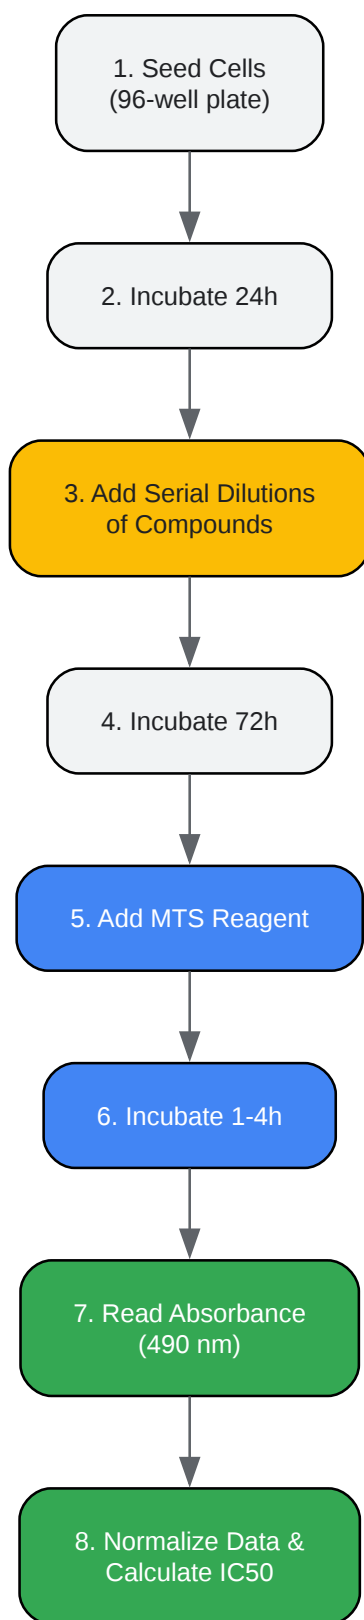 1. Seed Cells
(96-well plate)
2. Incubate 24h
3. Add Serial Dilutions
of Compounds
4. Incubate 72h
5. Add MTS Reagent
6. Incubate 1-4h
7. Read Absorbance
(490 nm)
8. Normalize Data &
Calculate IC50